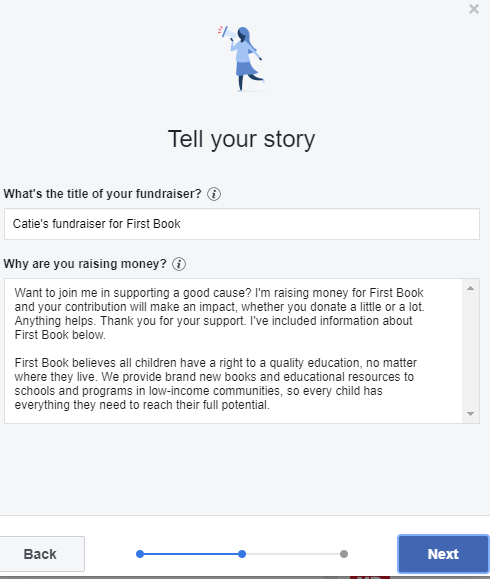 Tell your story
What's the title of your fundraiser?
Catie's fundraiser for First Book
Why are you raising money?
Want to join me in supporting a good cause? I'm raising money for First Book
and your contribution will make an impact, whether you donate a little or a lot.
Anything helps. Thank you for your support. I've included information about
First Book below.
First Book believes all children have a right to a quality education, no matter
where they live. We provide brand new books and educational resources to
schools and programs in low-income communities, so every child has
everything they need to reach their full potential.
Back
Next